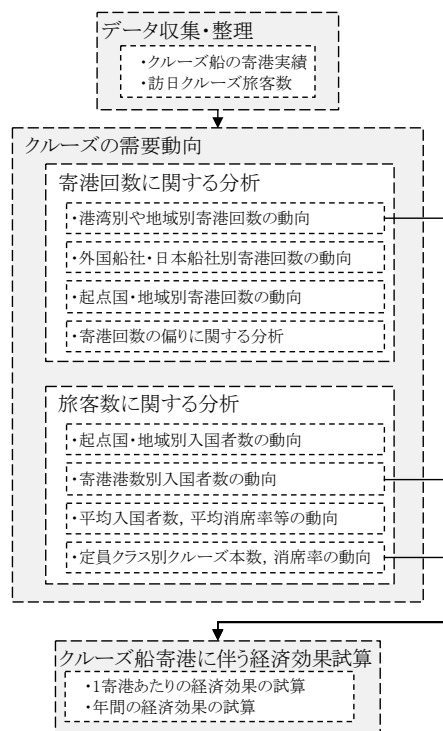 データ収集・整理
・クルーズ船の寄港実績
・訪日クルーズ旅客数
クルーズの需要動向
寄港回数に関する分析
・港湾別や地域別寄港回数の動向
・外国船社・日本船社別寄港回数の動向
・起点国・地域別寄港回数の動向
・寄港回数の偏りに関する分析
旅客数に関する分析
・起点国・地域別入国者数の動向
・寄港港数別入国者数の動向
・平均入国者数, 平均消席率等の動向
・定員クラス別クルーズ本数, 消席率の動向
クルーズ船寄港に伴う経済効果試算
・1寄港あたりの経済効果の試算
・年間の経済効果の試算